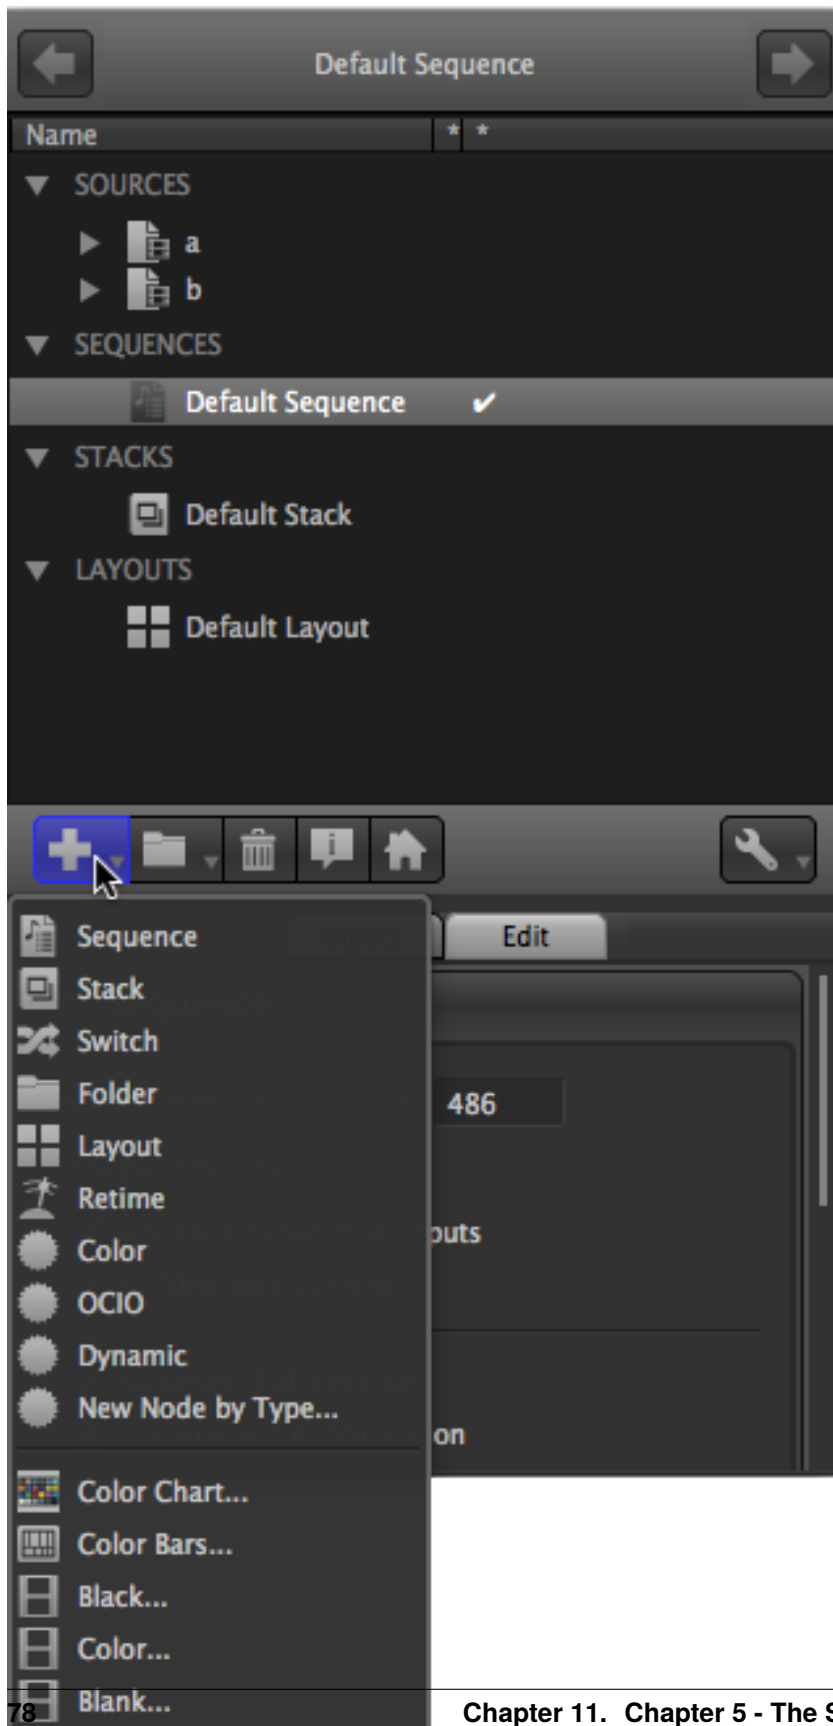 Default Sequence
Name * *
SOURCES
a
b
SEQUENCES
Default Sequence ✔
STACKS
Default Stack
LAYOUTS
Default Layout
Sequence
Edit
Stack
Switch
Folder
486
Layout
Retime
puts
Color
OCIO
Dynamic
New Node by Type...
on
Color Chart...
Color Bars...
Black...
Color...
Blank...
78 Chapter 11. Chapter 5 - The S